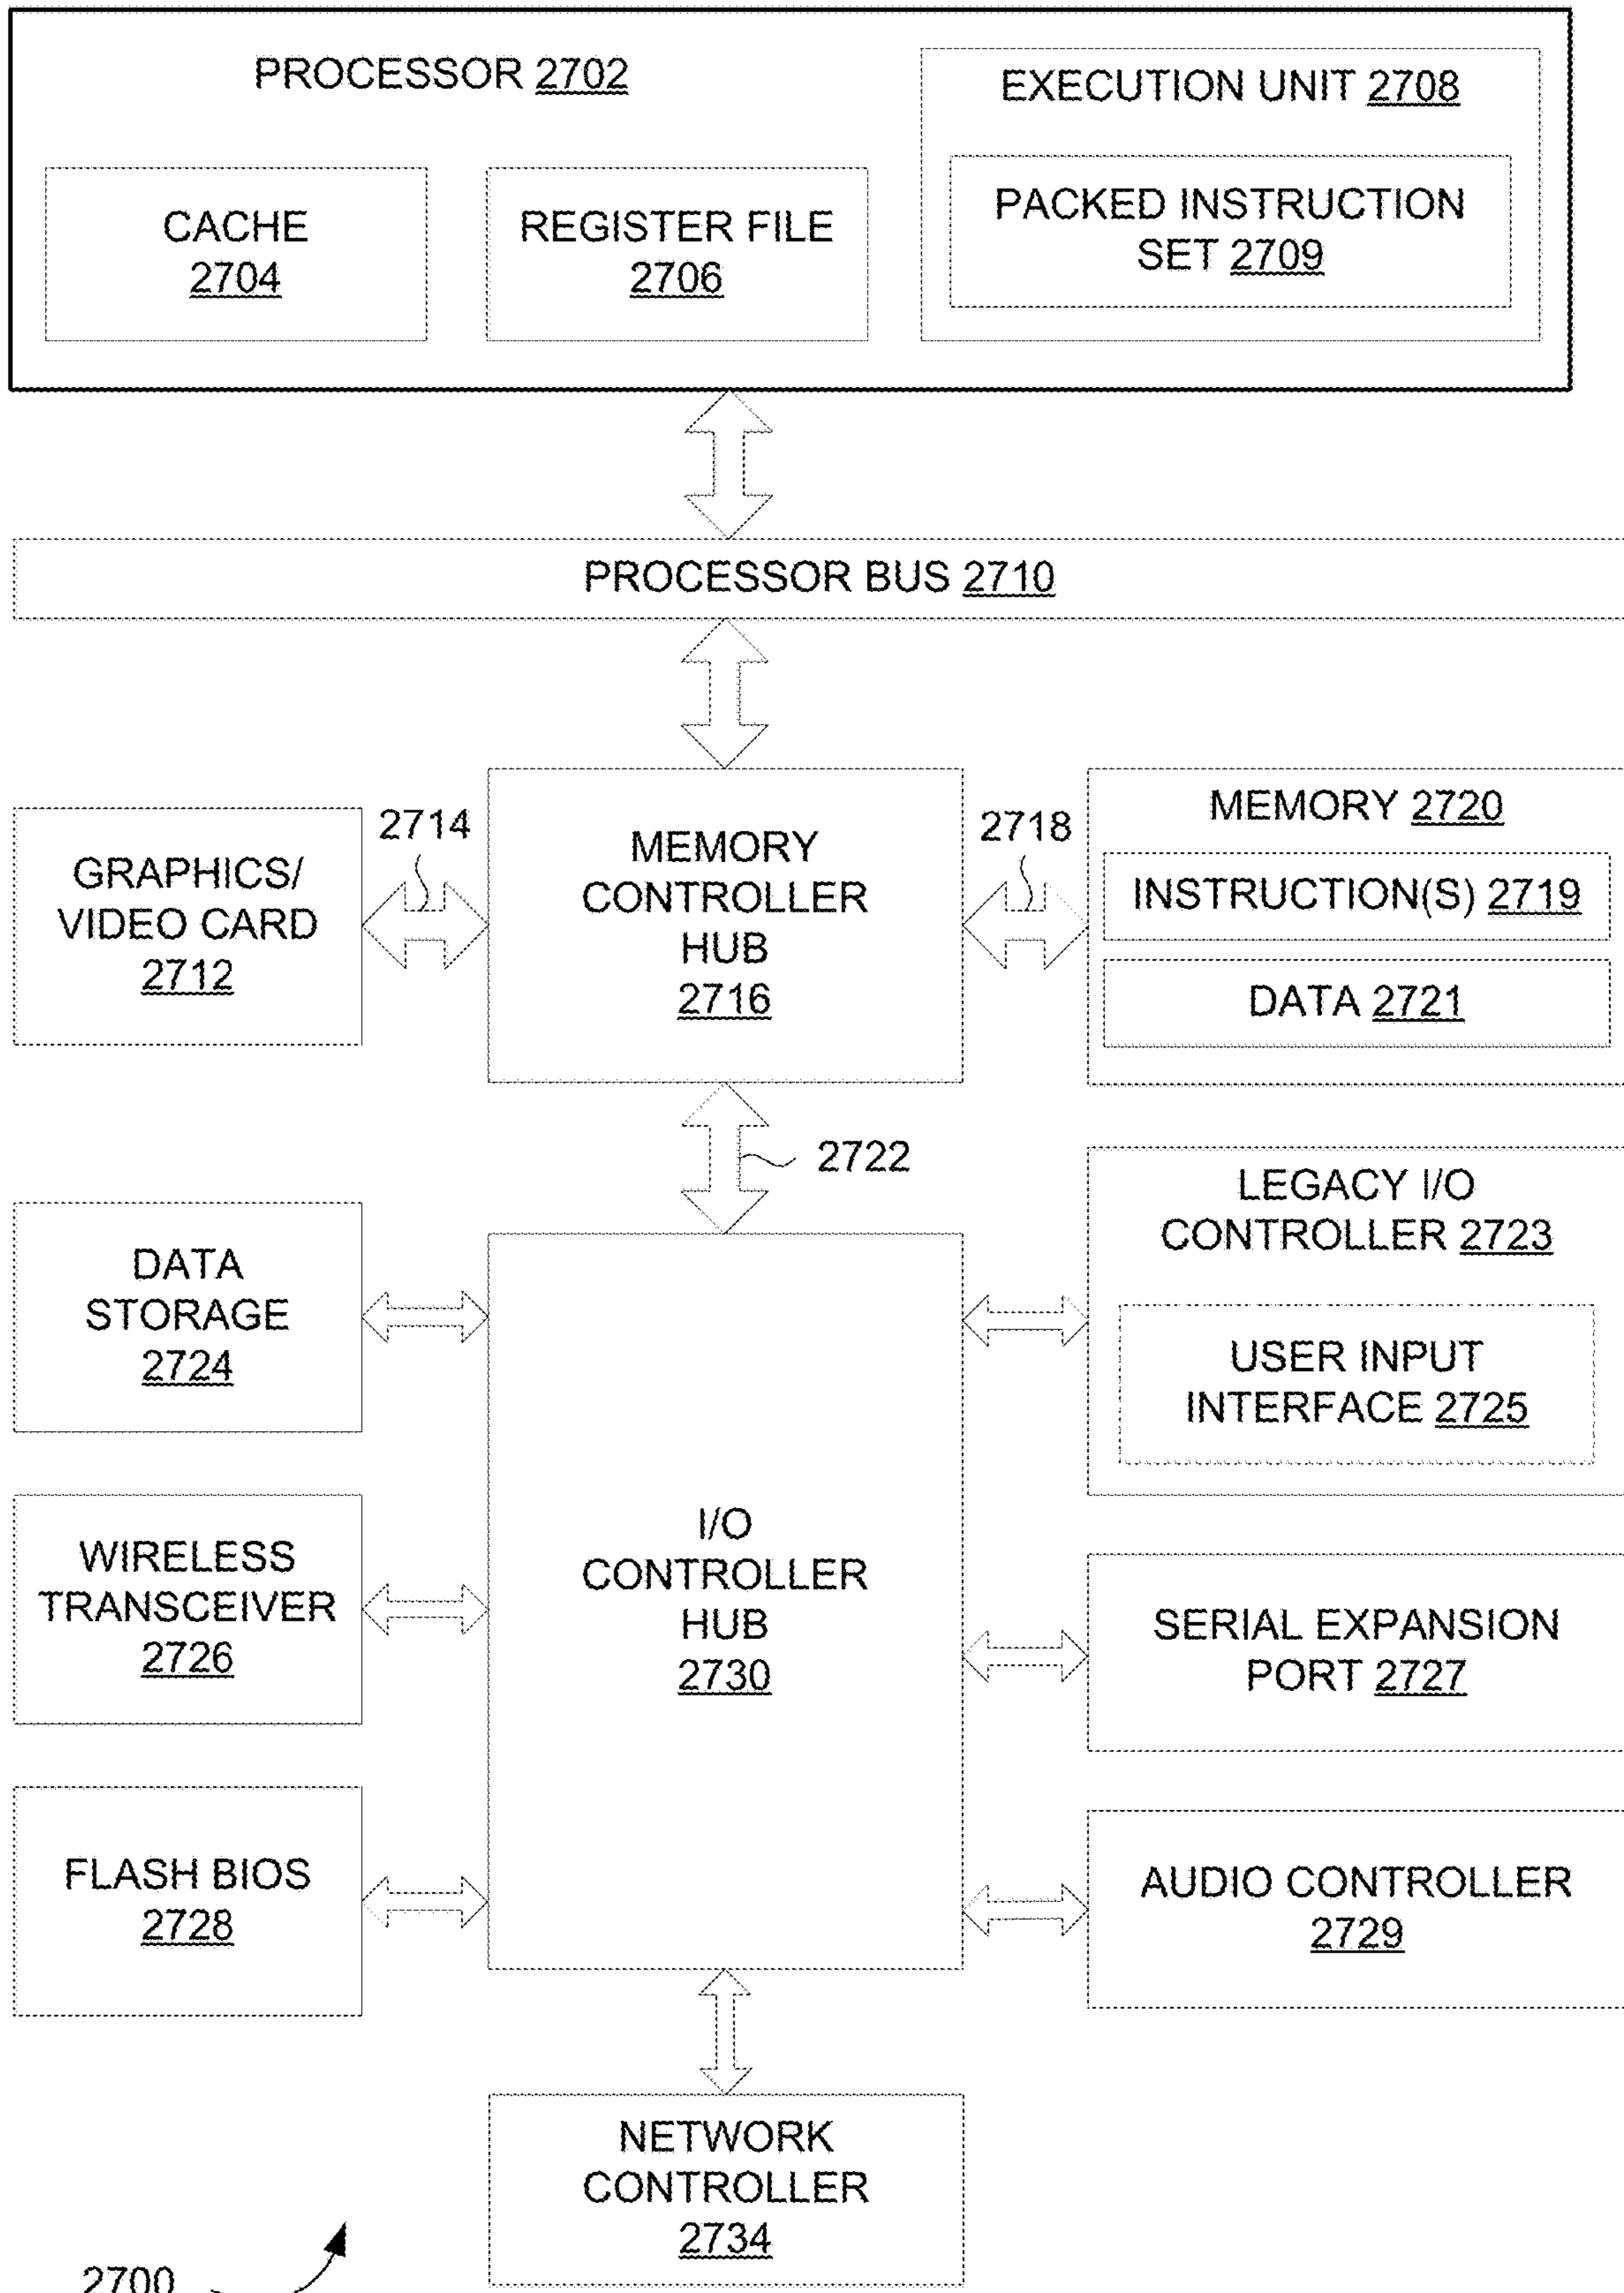 PROCESSOR 2702
EXECUTION UNIT 2708
CACHE
2704
REGISTER FILE
2706
PACKED INSTRUCTION
SET 2709
PROCESSOR BUS 2710
GRAPHICS/
VIDEO CARD
2712
2714
MEMORY
CONTROLLER
HUB
2716
2718
MEMORY 2720
INSTRUCTION(S) 2719
DATA 2721
2722
DATA
STORAGE
2724
LEGACY I/O
CONTROLLER 2723
USER INPUT
INTERFACE 2725
WIRELESS
TRANSCEIVER
2726
I/O
CONTROLLER
HUB
2730
SERIAL EXPANSION
PORT 2727
FLASH BIOS
2728
AUDIO CONTROLLER
2729
NETWORK
CONTROLLER
2734
2700